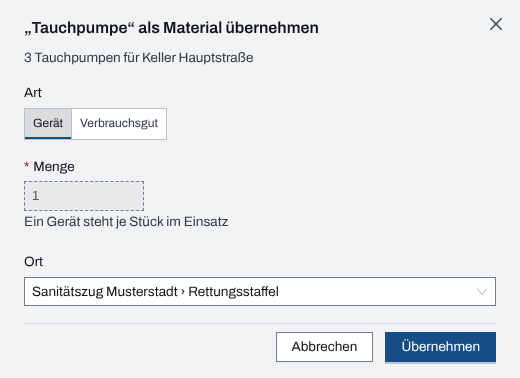 „Tauchpumpe“ als Material übernehmen
3 Tauchpumpen für Keller Hauptstraße
Art
Gerät Verbrauchsgut
* Menge
1
Ein Gerät steht je Stück im Einsatz
Ort
Sanitätszug Musterstadt › Rettungsstaffel
Abbrechen Übernehmen